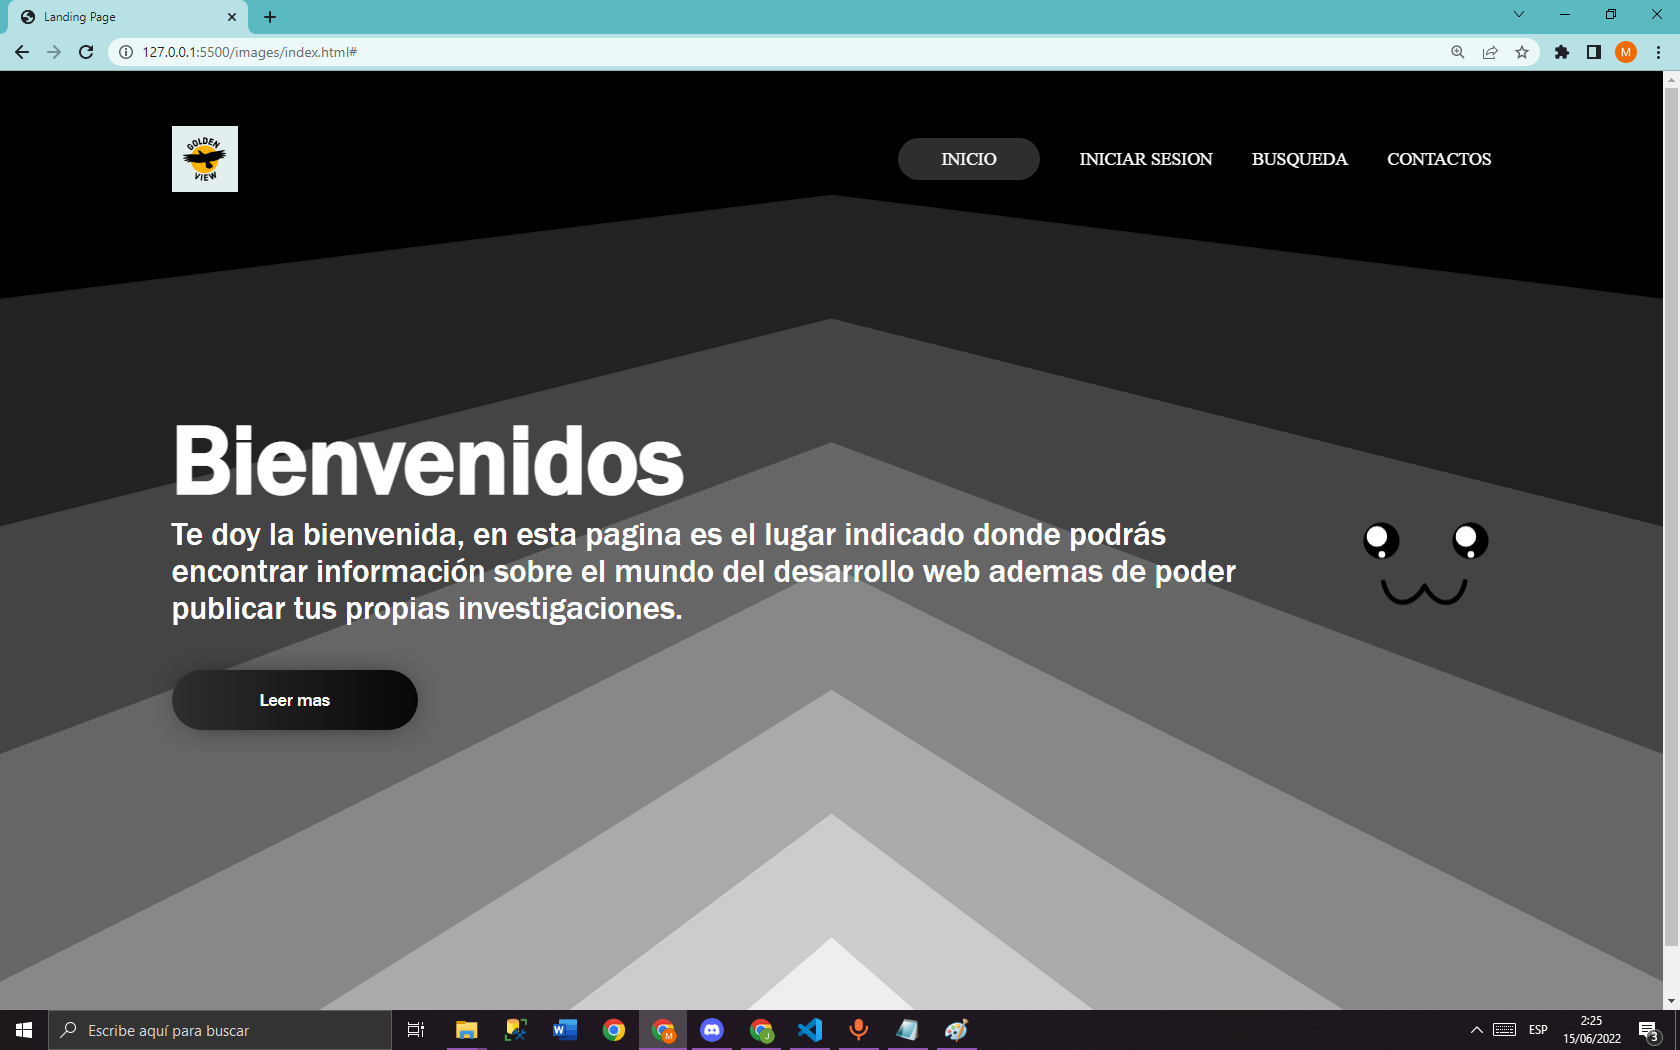 Landing Page
127.0.0.1:5500/images/index.html#
M
GOLDEN
VIEW
INICIO
INICIAR SESION
BUSQUEDA
CONTACTOS
Bienvenidos
Te doy la bienvenida, en esta pagina es el lugar indicado donde podrás
encontrar información sobre el mundo del desarrollo web ademas de poder
publicar tus propias investigaciones.
Leer mas
Escribe aquí para buscar
W
M
J
ESP
2:25
15/06/2022
3